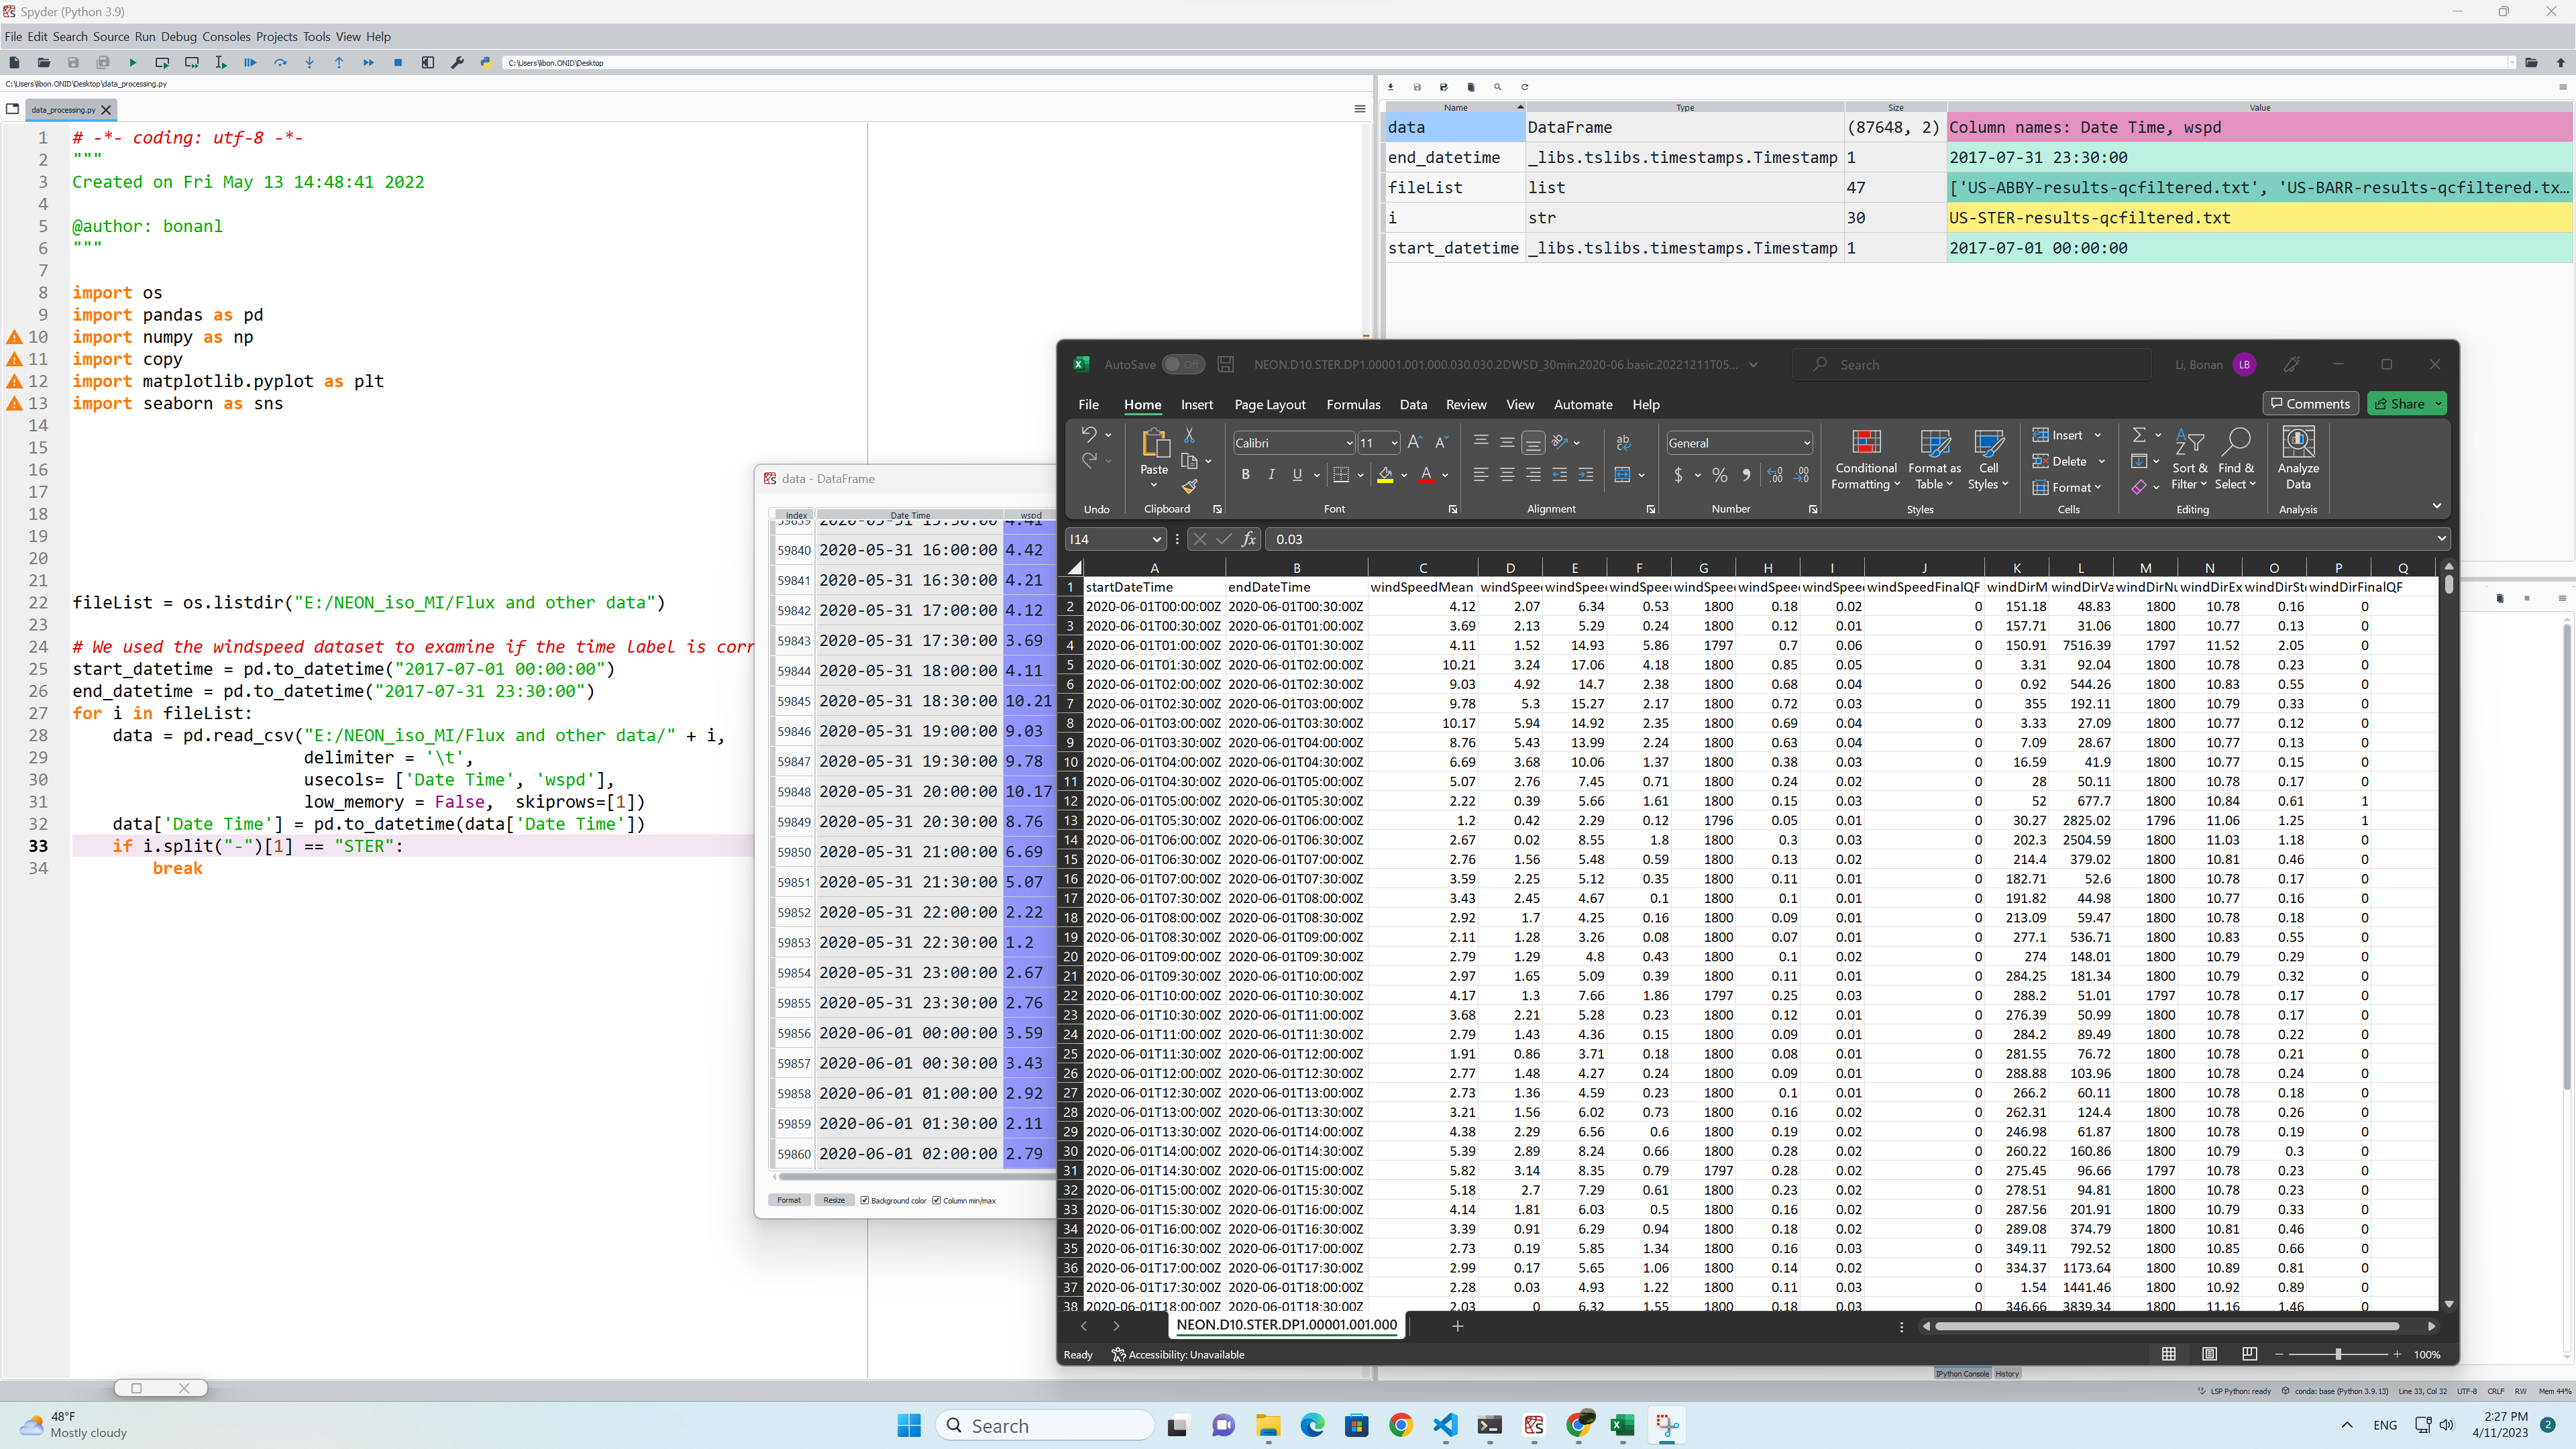 Spyder (Python 3.9)
File Edit Search Source Run Debug Consoles Projects Tools View Help
C:\Users\libon.ONID\Desktop
C:\Users\libon.ONID\Desktop\data_processing.py
data_processing.py
1 # -*- coding: utf-8 -*-
2 """
3 Created on Fri May 13 14:48:41 2022
4
5 @author: bonanl
6 """
7
8 import os
9 import pandas as pd
10 import numpy as np
11 import copy
12 import matplotlib.pyplot as plt
13 import seaborn as sns
14
15
16
17
18
19
20
21
22 fileList = os.listdir("E:/NEON_iso_MI/Flux and other data")
23
24 # We used the windspeed dataset to examine if the time label is corr
25 start_datetime = pd.to_datetime("2017-07-01 00:00:00")
26 end_datetime = pd.to_datetime("2017-07-31 23:30:00")
27 for i in fileList:
28 data = pd.read_csv("E:/NEON_iso_MI/Flux and other data/" + i,
29 delimiter = '\t',
30 usecols= ['Date Time', 'wspd'],
31 low_memory = False, skiprows=[1])
32 data['Date Time'] = pd.to_datetime(data['Date Time'])
33 if i.split("-")[1] == "STER":
34 break
Name Type Size Value
data DataFrame (87648, 2) Column names: Date Time, wspd
end_datetime _libs.tslibs.timestamps.Timestamp 1 2017-07-31 23:30:00
fileList list 47 ['US-ABBY-results-qcfiltered.txt', 'US-BARR-results-qcfiltered.tx…
i str 30 US-STER-results-qcfiltered.txt
start_datetime _libs.tslibs.timestamps.Timestamp 1 2017-07-01 00:00:00
data - DataFrame
Index Date Time wspd
59839 2020-05-31 15:30:00 4.41
59840 2020-05-31 16:00:00 4.42
59841 2020-05-31 16:30:00 4.21
59842 2020-05-31 17:00:00 4.12
59843 2020-05-31 17:30:00 3.69
59844 2020-05-31 18:00:00 4.11
59845 2020-05-31 18:30:00 10.21
59846 2020-05-31 19:00:00 9.03
59847 2020-05-31 19:30:00 9.78
59848 2020-05-31 20:00:00 10.17
59849 2020-05-31 20:30:00 8.76
59850 2020-05-31 21:00:00 6.69
59851 2020-05-31 21:30:00 5.07
59852 2020-05-31 22:00:00 2.22
59853 2020-05-31 22:30:00 1.2
59854 2020-05-31 23:00:00 2.67
59855 2020-05-31 23:30:00 2.76
59856 2020-06-01 00:00:00 3.59
59857 2020-06-01 00:30:00 3.43
59858 2020-06-01 01:00:00 2.92
59859 2020-06-01 01:30:00 2.11
59860 2020-06-01 02:00:00 2.79
Format Resize Background color Column min/max
AutoSave Off NEON.D10.STER.DP1.00001.001.000.030.030.2DWSD_30min.2020-06.basic.20221211T05... Search Li, Bonan LB
File Home Insert Page Layout Formulas Data Review View Automate Help Comments Share
Paste Calibri 11 General
Conditional Formatting Format as Table Cell Styles Insert Delete Format Sort & Filter Find & Select Analyze Data
Undo Clipboard Font Alignment Number Styles Cells Editing Analysis
I14 fx 0.03
A B C D E F G H I J K L M N O P Q
1 startDateTime endDateTime windSpeedMean windSpeed windSpeed windSpeed windSpeed windSpeed windSpeed windSpeedFinalQF windDirM windDirVa windDirNu windDirEx windDirSt windDirFinalQF
2 2020-06-01T00:00:00Z 2020-06-01T00:30:00Z 4.12 2.07 6.34 0.53 1800 0.18 0.02 0 151.18 48.83 1800 10.78 0.16 0
3 2020-06-01T00:30:00Z 2020-06-01T01:00:00Z 3.69 2.13 5.29 0.24 1800 0.12 0.01 0 157.71 31.06 1800 10.77 0.13 0
4 2020-06-01T01:00:00Z 2020-06-01T01:30:00Z 4.11 1.52 14.93 5.86 1797 0.7 0.06 0 150.91 7516.39 1797 11.52 2.05 0
5 2020-06-01T01:30:00Z 2020-06-01T02:00:00Z 10.21 3.24 17.06 4.18 1800 0.85 0.05 0 3.31 92.04 1800 10.78 0.23 0
6 2020-06-01T02:00:00Z 2020-06-01T02:30:00Z 9.03 4.92 14.7 2.38 1800 0.68 0.04 0 0.92 544.26 1800 10.83 0.55 0
7 2020-06-01T02:30:00Z 2020-06-01T03:00:00Z 9.78 5.3 15.27 2.17 1800 0.72 0.03 0 355 192.11 1800 10.79 0.33 0
8 2020-06-01T03:00:00Z 2020-06-01T03:30:00Z 10.17 5.94 14.92 2.35 1800 0.69 0.04 0 3.33 27.09 1800 10.77 0.12 0
9 2020-06-01T03:30:00Z 2020-06-01T04:00:00Z 8.76 5.43 13.99 2.24 1800 0.63 0.04 0 7.09 28.67 1800 10.77 0.13 0
10 2020-06-01T04:00:00Z 2020-06-01T04:30:00Z 6.69 3.68 10.06 1.37 1800 0.38 0.03 0 16.59 41.9 1800 10.77 0.15 0
11 2020-06-01T04:30:00Z 2020-06-01T05:00:00Z 5.07 2.76 7.45 0.71 1800 0.24 0.02 0 28 50.11 1800 10.78 0.17 0
12 2020-06-01T05:00:00Z 2020-06-01T05:30:00Z 2.22 0.39 5.66 1.61 1800 0.15 0.03 0 52 677.7 1800 10.84 0.61 1
13 2020-06-01T05:30:00Z 2020-06-01T06:00:00Z 1.2 0.42 2.29 0.12 1796 0.05 0.01 0 30.27 2825.02 1796 11.06 1.25 1
14 2020-06-01T06:00:00Z 2020-06-01T06:30:00Z 2.67 0.02 8.55 1.8 1800 0.3 0.03 0 202.3 2504.59 1800 11.03 1.18 0
15 2020-06-01T06:30:00Z 2020-06-01T07:00:00Z 2.76 1.56 5.48 0.59 1800 0.13 0.02 0 214.4 379.02 1800 10.81 0.46 0
16 2020-06-01T07:00:00Z 2020-06-01T07:30:00Z 3.59 2.25 5.12 0.35 1800 0.11 0.01 0 182.71 52.6 1800 10.78 0.17 0
17 2020-06-01T07:30:00Z 2020-06-01T08:00:00Z 3.43 2.45 4.67 0.1 1800 0.1 0.01 0 191.82 44.98 1800 10.77 0.16 0
18 2020-06-01T08:00:00Z 2020-06-01T08:30:00Z 2.92 1.7 4.25 0.16 1800 0.09 0.01 0 213.09 59.47 1800 10.78 0.18 0
19 2020-06-01T08:30:00Z 2020-06-01T09:00:00Z 2.11 1.28 3.26 0.08 1800 0.07 0.01 0 277.1 536.71 1800 10.83 0.55 0
20 2020-06-01T09:00:00Z 2020-06-01T09:30:00Z 2.79 1.29 4.8 0.43 1800 0.1 0.02 0 274 148.01 1800 10.79 0.29 0
21 2020-06-01T09:30:00Z 2020-06-01T10:00:00Z 2.97 1.65 5.09 0.39 1800 0.11 0.01 0 284.25 181.34 1800 10.79 0.32 0
22 2020-06-01T10:00:00Z 2020-06-01T10:30:00Z 4.17 1.3 7.66 1.86 1797 0.25 0.03 0 288.2 51.01 1797 10.78 0.17 0
23 2020-06-01T10:30:00Z 2020-06-01T11:00:00Z 3.68 2.21 5.28 0.23 1800 0.12 0.01 0 276.39 50.99 1800 10.78 0.17 0
24 2020-06-01T11:00:00Z 2020-06-01T11:30:00Z 2.79 1.43 4.36 0.15 1800 0.09 0.01 0 284.2 89.49 1800 10.78 0.22 0
25 2020-06-01T11:30:00Z 2020-06-01T12:00:00Z 1.91 0.86 3.71 0.18 1800 0.08 0.01 0 281.55 76.72 1800 10.78 0.21 0
26 2020-06-01T12:00:00Z 2020-06-01T12:30:00Z 2.77 1.48 4.27 0.24 1800 0.09 0.01 0 288.88 103.96 1800 10.78 0.24 0
27 2020-06-01T12:30:00Z 2020-06-01T13:00:00Z 2.73 1.36 4.59 0.23 1800 0.1 0.01 0 266.2 60.11 1800 10.78 0.18 0
28 2020-06-01T13:00:00Z 2020-06-01T13:30:00Z 3.21 1.56 6.02 0.73 1800 0.16 0.02 0 262.31 124.4 1800 10.78 0.26 0
29 2020-06-01T13:30:00Z 2020-06-01T14:00:00Z 4.38 2.29 6.56 0.6 1800 0.19 0.02 0 246.98 61.87 1800 10.78 0.19 0
30 2020-06-01T14:00:00Z 2020-06-01T14:30:00Z 5.39 2.89 8.24 0.66 1800 0.28 0.02 0 260.22 160.86 1800 10.79 0.3 0
31 2020-06-01T14:30:00Z 2020-06-01T15:00:00Z 5.82 3.14 8.35 0.79 1797 0.28 0.02 0 275.45 96.66 1797 10.78 0.23 0
32 2020-06-01T15:00:00Z 2020-06-01T15:30:00Z 5.18 2.7 7.29 0.61 1800 0.23 0.02 0 278.51 94.81 1800 10.78 0.23 0
33 2020-06-01T15:30:00Z 2020-06-01T16:00:00Z 4.14 1.81 6.03 0.5 1800 0.16 0.02 0 287.56 201.91 1800 10.79 0.33 0
34 2020-06-01T16:00:00Z 2020-06-01T16:30:00Z 3.39 0.91 6.29 0.94 1800 0.18 0.02 0 289.08 374.79 1800 10.81 0.46 0
35 2020-06-01T16:30:00Z 2020-06-01T17:00:00Z 2.73 0.19 5.85 1.34 1800 0.16 0.03 0 349.11 792.52 1800 10.85 0.66 0
36 2020-06-01T17:00:00Z 2020-06-01T17:30:00Z 2.99 0.17 5.65 1.06 1800 0.14 0.02 0 334.37 1173.64 1800 10.89 0.81 0
37 2020-06-01T17:30:00Z 2020-06-01T18:00:00Z 2.28 0.03 4.93 1.22 1800 0.11 0.03 0 1.54 1441.46 1800 10.92 0.89 0
38 2020-06-01T18:00:00Z 2020-06-01T18:30:00Z 2.03 0 6.32 1.55 1800 0.18 0.03 0 346.66 3839.34 1800 11.16 1.46 0
NEON.D10.STER.DP1.00001.001.000
Ready Accessibility: Unavailable 100%
IPython Console History
LSP Python: ready conda: base (Python 3.9.13) Line 33, Col 32 UTF-8 CRLF RW Mem 44%
48°F
Mostly cloudy
Search
ENG
2:27 PM
4/11/2023
2